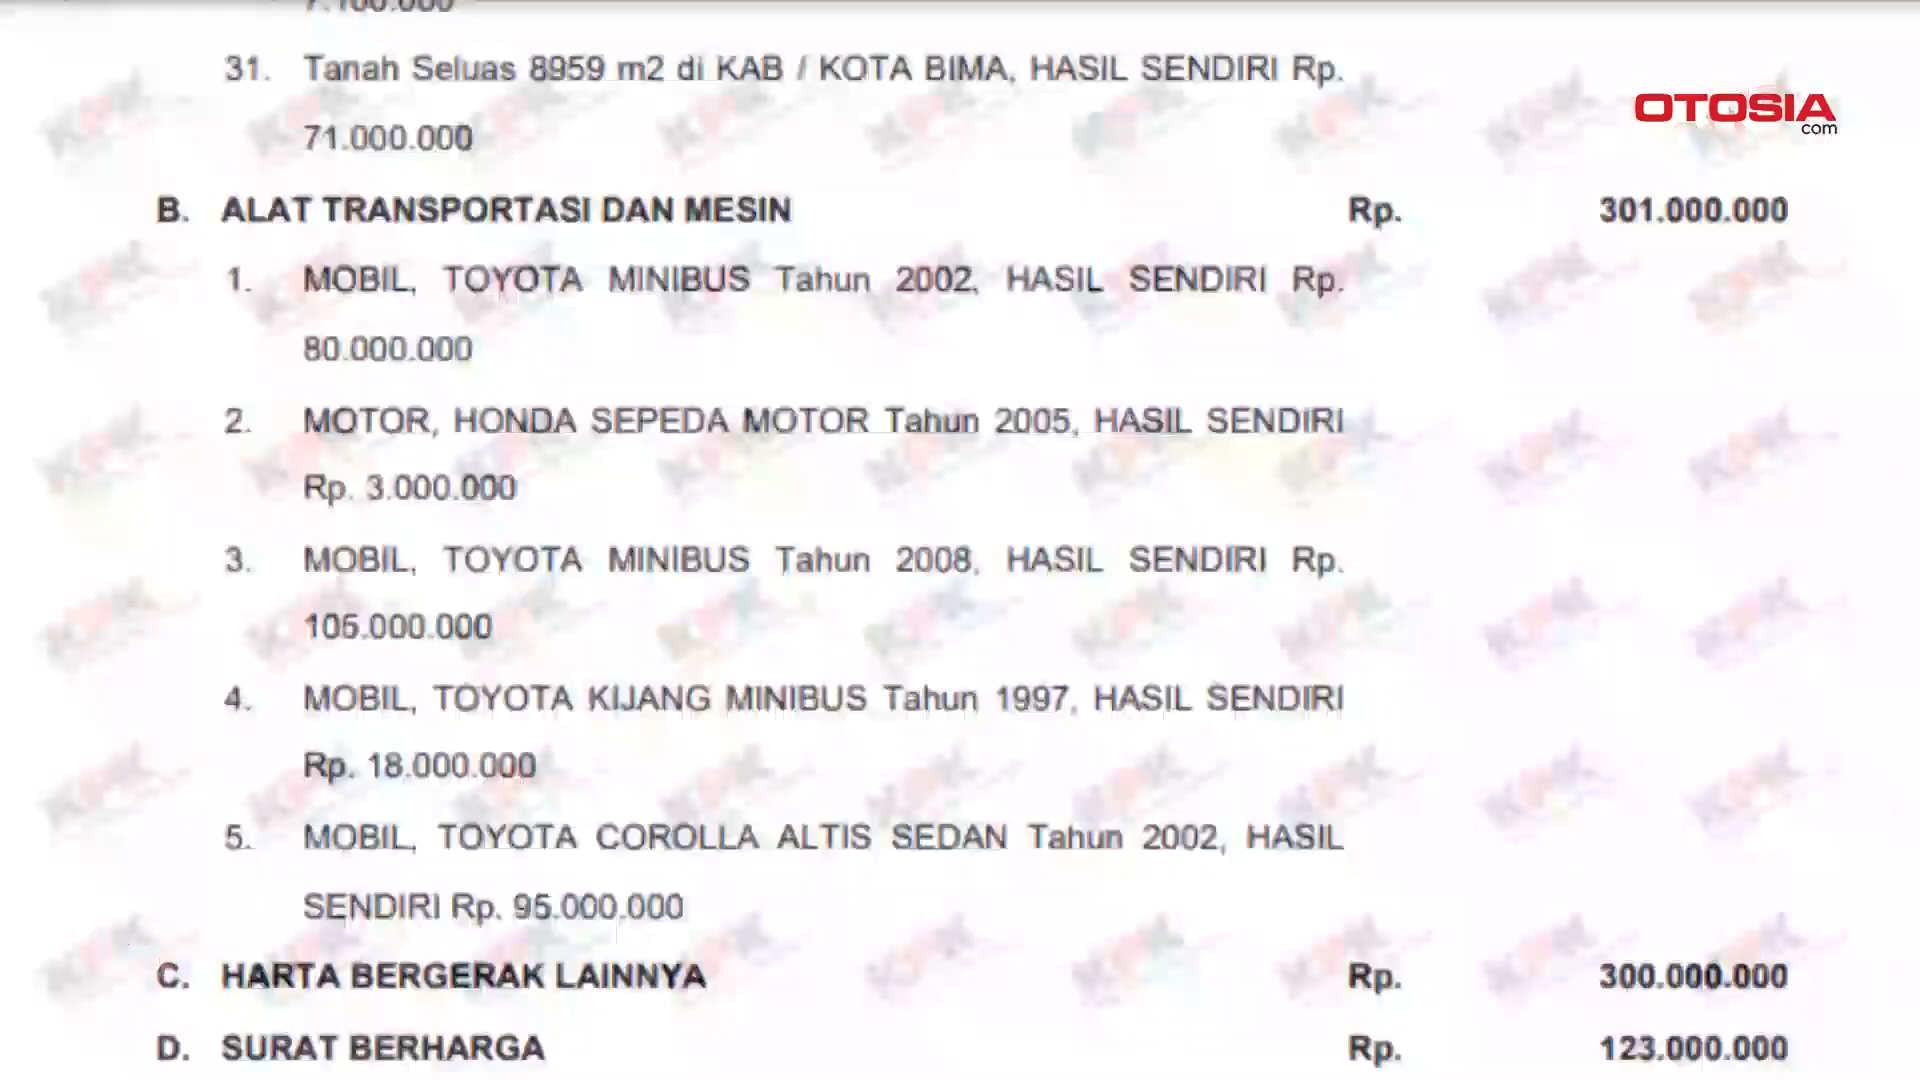 7.100.000
31. Tanah Seluas 8959 m2 di KAB / KOTA BIMA, HASIL SENDIRI Rp.
71.000.000
OTOSIA
com
B. ALAT TRANSPORTASI DAN MESIN Rp. 301.000.000
1. MOBIL, TOYOTA MINIBUS Tahun 2002, HASIL SENDIRI Rp.
80.000.000
2. MOTOR, HONDA SEPEDA MOTOR Tahun 2005, HASIL SENDIRI
Rp. 3.000.000
3. MOBIL, TOYOTA MINIBUS Tahun 2008, HASIL SENDIRI Rp.
105.000.000
4. MOBIL, TOYOTA KIJANG MINIBUS Tahun 1997, HASIL SENDIRI
Rp. 18.000.000
5. MOBIL, TOYOTA COROLLA ALTIS SEDAN Tahun 2002, HASIL
SENDIRI Rp. 95.000.000
C. HARTA BERGERAK LAINNYA Rp. 300.000.000
D. SURAT BERHARGA Rp. 123.000.000